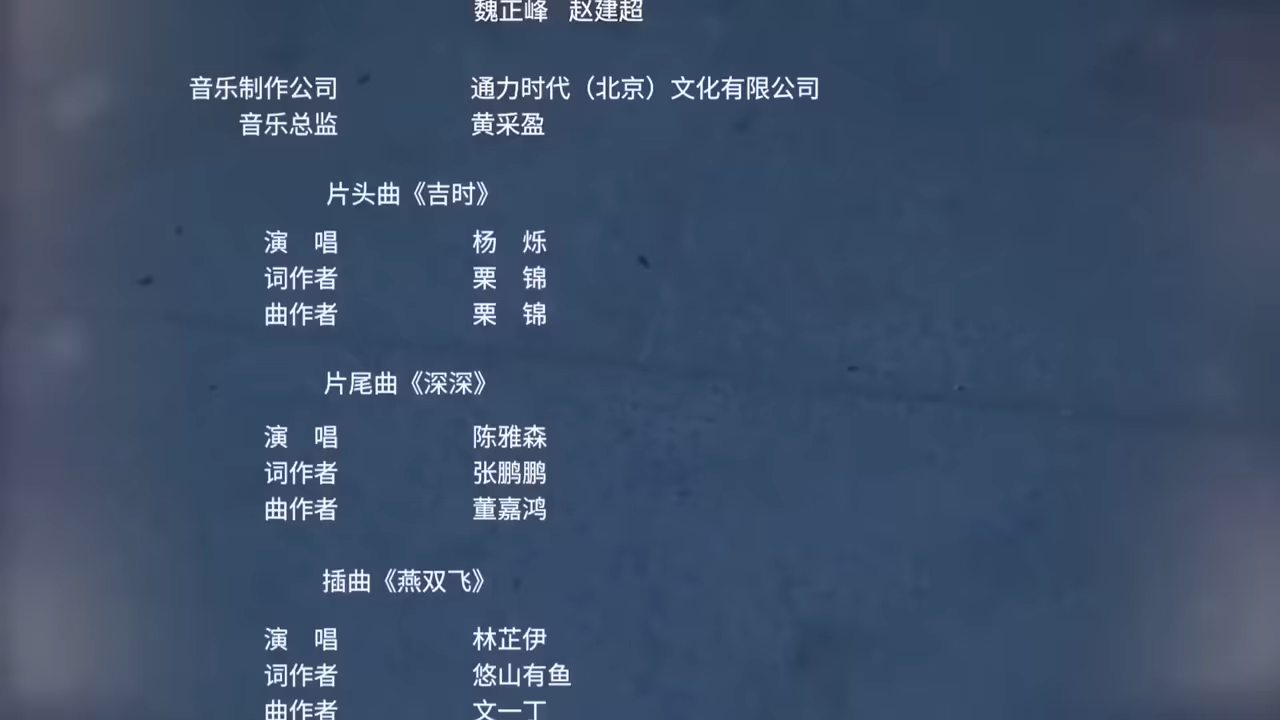 魏正峰 赵建超
音乐制作公司 通力时代（北京）文化有限公司
音乐总监 黄采盈
片头曲《吉时》
演 唱 杨 烁
词作者 栗 锦
曲作者 栗 锦
片尾曲《深深》
演 唱 陈雅森
词作者 张鹏鹏
曲作者 董嘉鸿
插曲《燕双飞》
演 唱 林芷伊
词作者 悠山有鱼
曲作者 文一丁